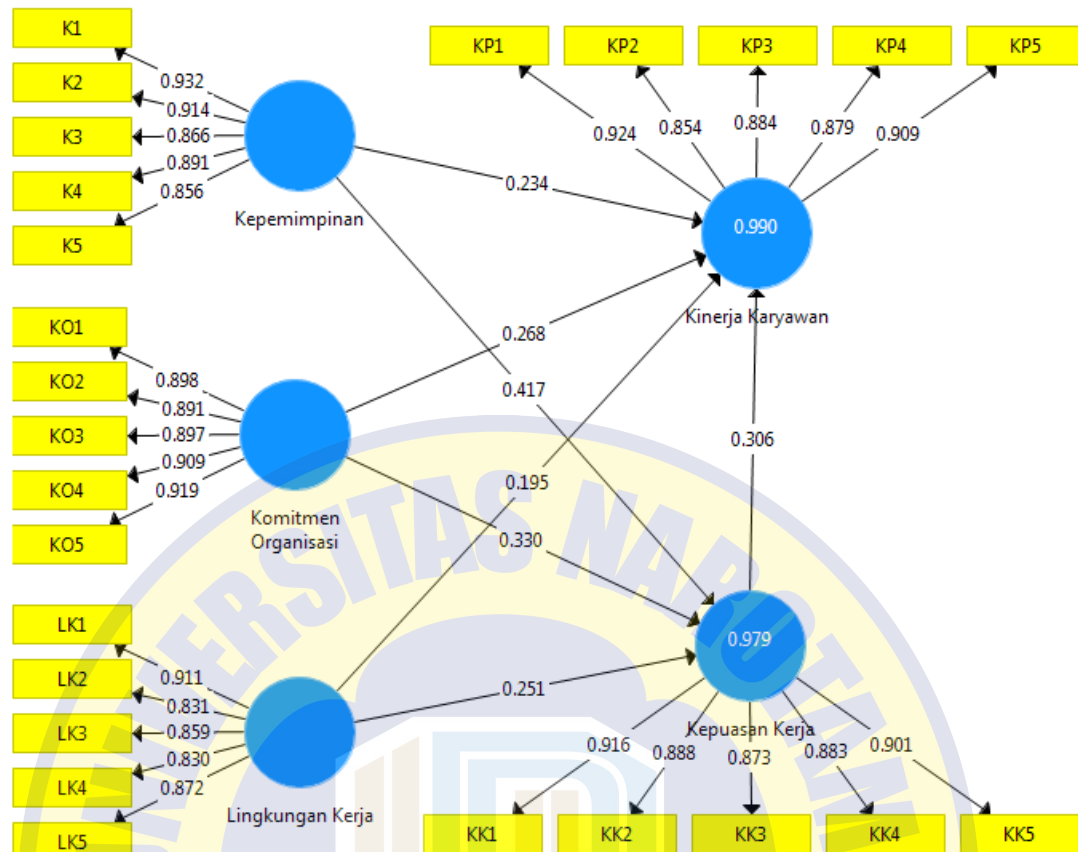 K1
K2
K3
K4
K5
0.932
0.914
0.866
0.891
0.856
Kepemimpinan
KP1
KP2
KP3
KP4
KP5
0.924
0.854
0.884
0.879
0.909
0.990
Kinerja Karyawan
0.234
0.268
0.417
0.195
0.306
0.330
0.251
KO1
KO2
KO3
KO4
KO5
0.898
0.891
0.897
0.909
0.919
Komitmen
Organisasi
LK1
LK2
LK3
LK4
LK5
0.911
0.831
0.859
0.830
0.872
Lingkungan Kerja
0.979
Kepuasan Kerja
0.916
0.888
0.873
0.883
0.901
KK1
KK2
KK3
KK4
KK5
UNIVERSITAS NAROTAM